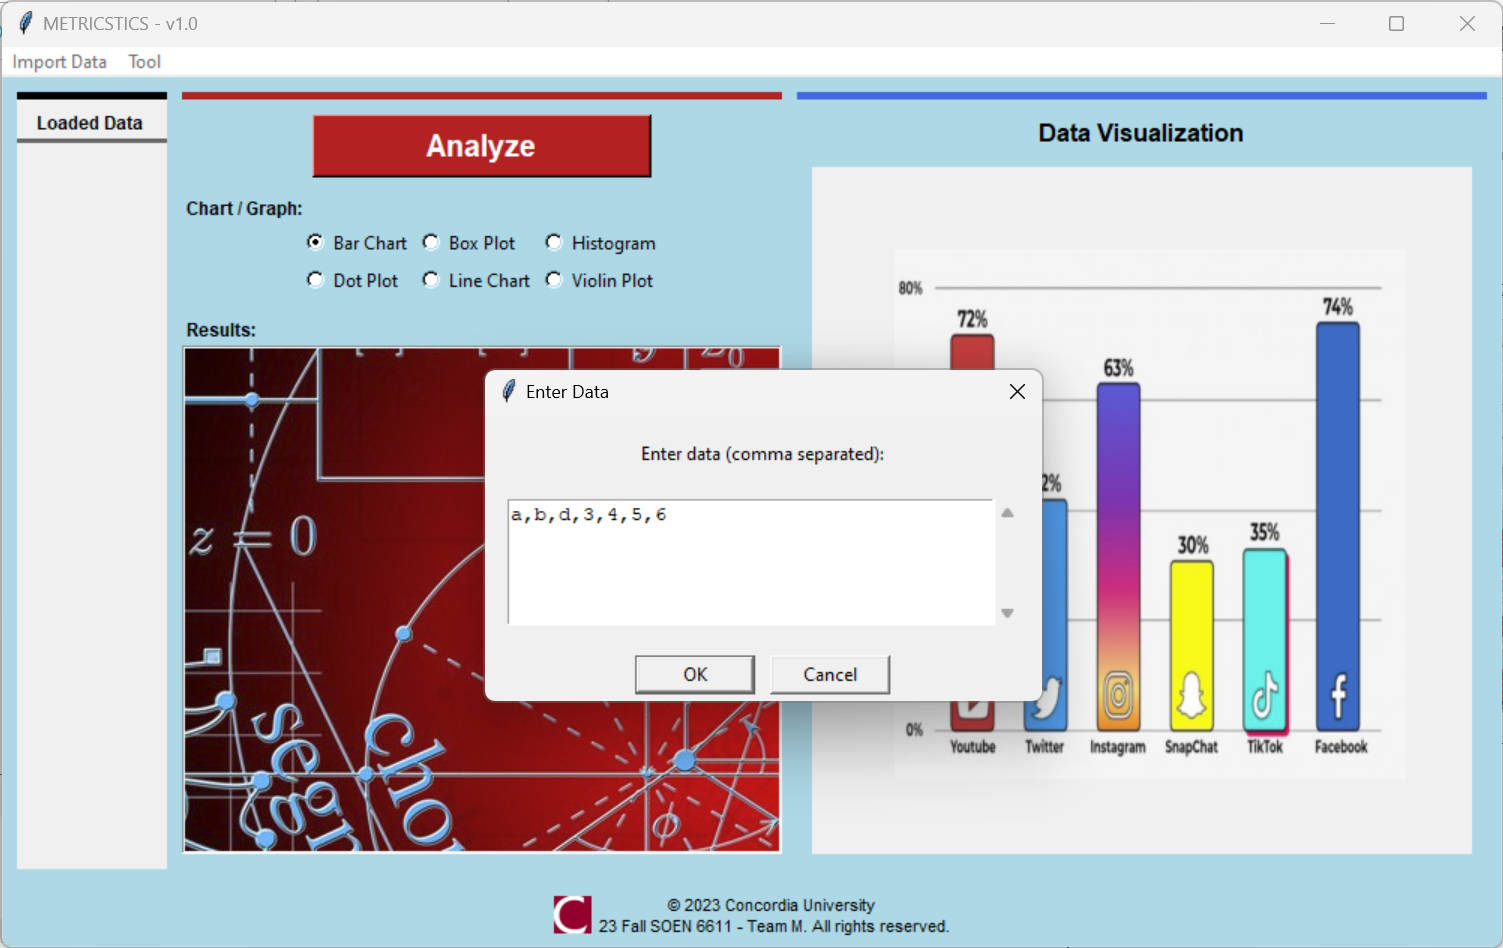 METRICSTICS - v1.0
Import Data Tool
Loaded Data
Analyze
Chart / Graph:
Bar Chart Box Plot Histogram
Dot Plot Line Chart Violin Plot
Results:
z = 0
segm
chor
ϕ
Enter Data
Enter data (comma separated):
a,b,d,3,4,5,6
OK Cancel
Data Visualization
80%
72%
2%
63%
30%
35%
74%
0%
Youtube Twitter Instagram SnapChat TikTok Facebook
© 2023 Concordia University
23 Fall SOEN 6611 - Team M. All rights reserved.